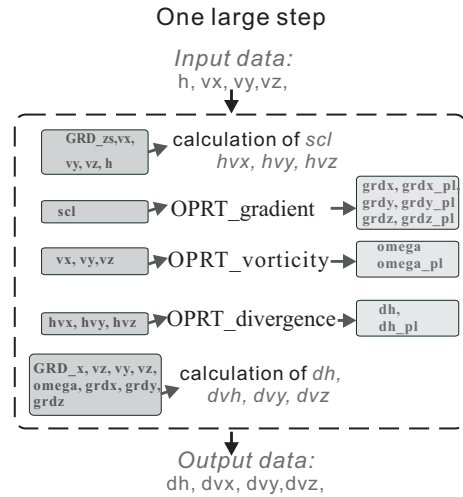 One large step
Input data:
h, vx, vy,vz,
GRD_zs,vx,
vy, vz, h
calculation of scl
hvx, hvy, hvz
scl
OPRT_gradient
grdx, grdx_pl,
grdy, grdy_pl
grdz, grdz_pl
vx, vy,vz
OPRT_vorticity
omega
omega_pl
hvx, hvy, hvz
OPRT_divergence
dh,
dh_pl
GRD_x, vz, vy, vz,
omega, grdx, grdy,
grdz
calculation of dh,
dvh, dvy, dvz
Output data:
dh, dvx, dvy,dvz,